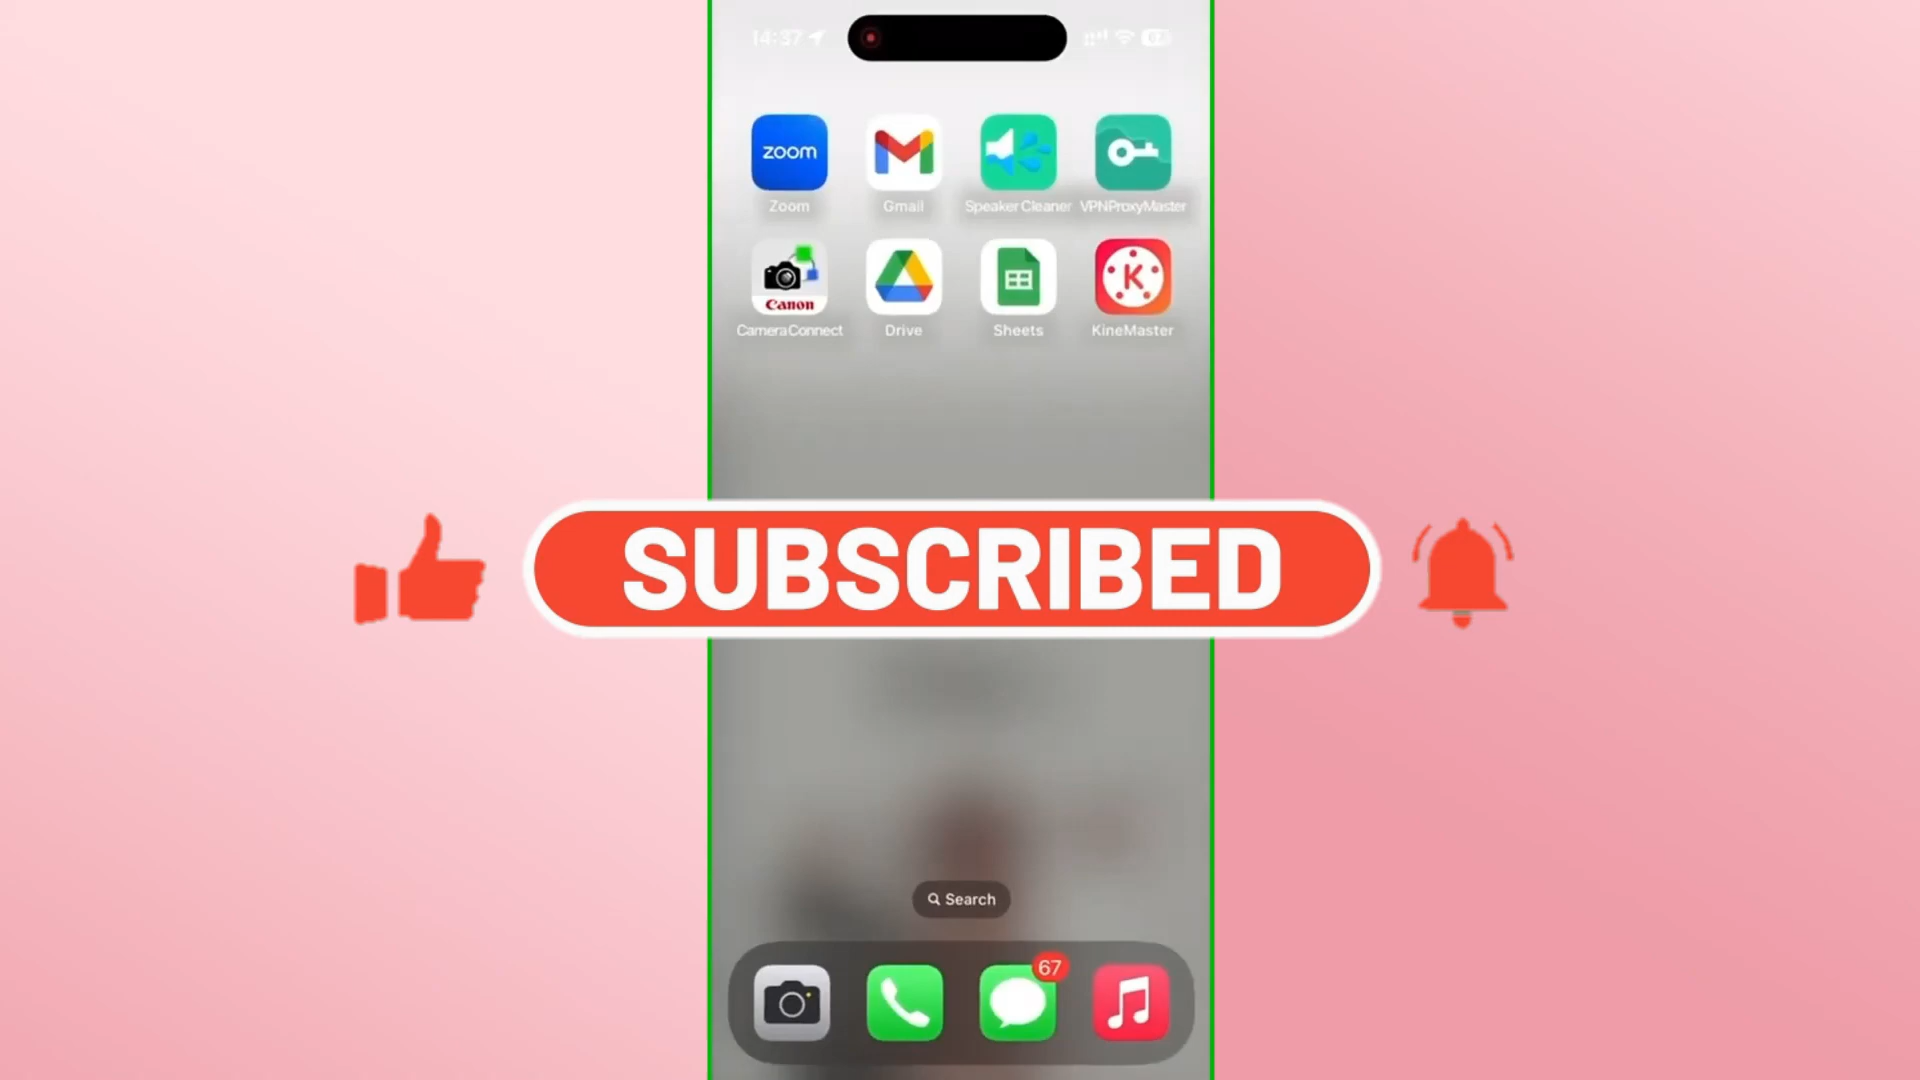 14:37
zoom
Zoom
Gmail
Speaker Cleaner
VPNProxyMaster
Canon
CameraConnect
Drive
Sheets
K
KineMaster
SUBSCRIBED
Search
67